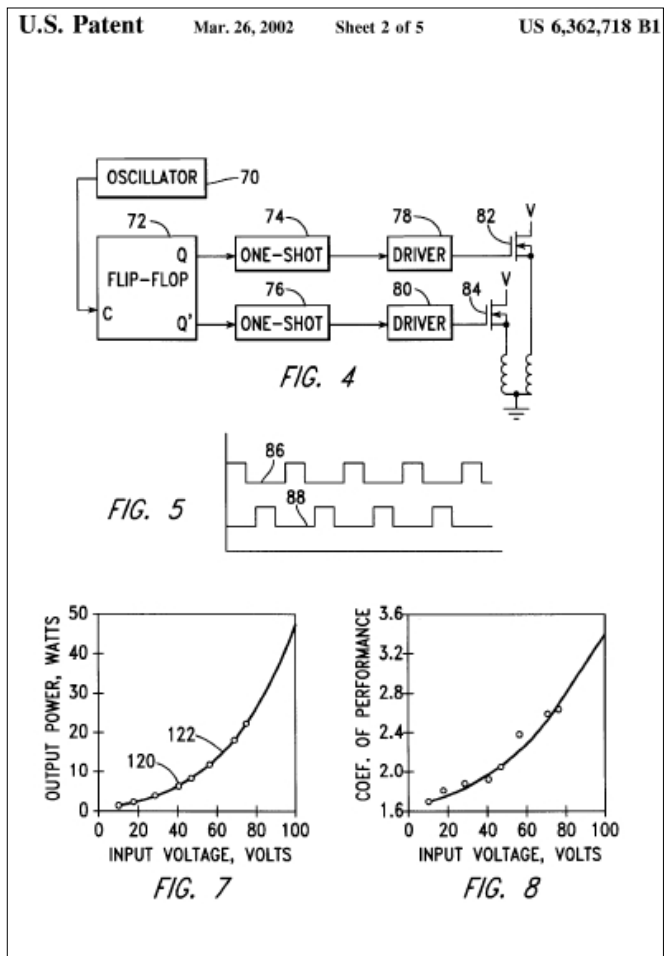 U.S. Patent Mar. 26, 2002 Sheet 2 of 5 US 6,362,718 B1
OSCILLATOR 70
72 74 78 82 V
Q ONE-SHOT DRIVER
FLIP-FLOP
76 80 84 V
C Q' ONE-SHOT DRIVER
FIG. 4
86
FIG. 5 88
OUTPUT POWER, WATTS
50
40
30
20
10
0
122
120
0 20 40 60 80 100
INPUT VOLTAGE, VOLTS
FIG. 7
COEF. OF PERFORMANCE
3.6
3.2
2.8
2.4
2.0
1.6
0 20 40 60 80 100
INPUT VOLTAGE, VOLTS
FIG. 8